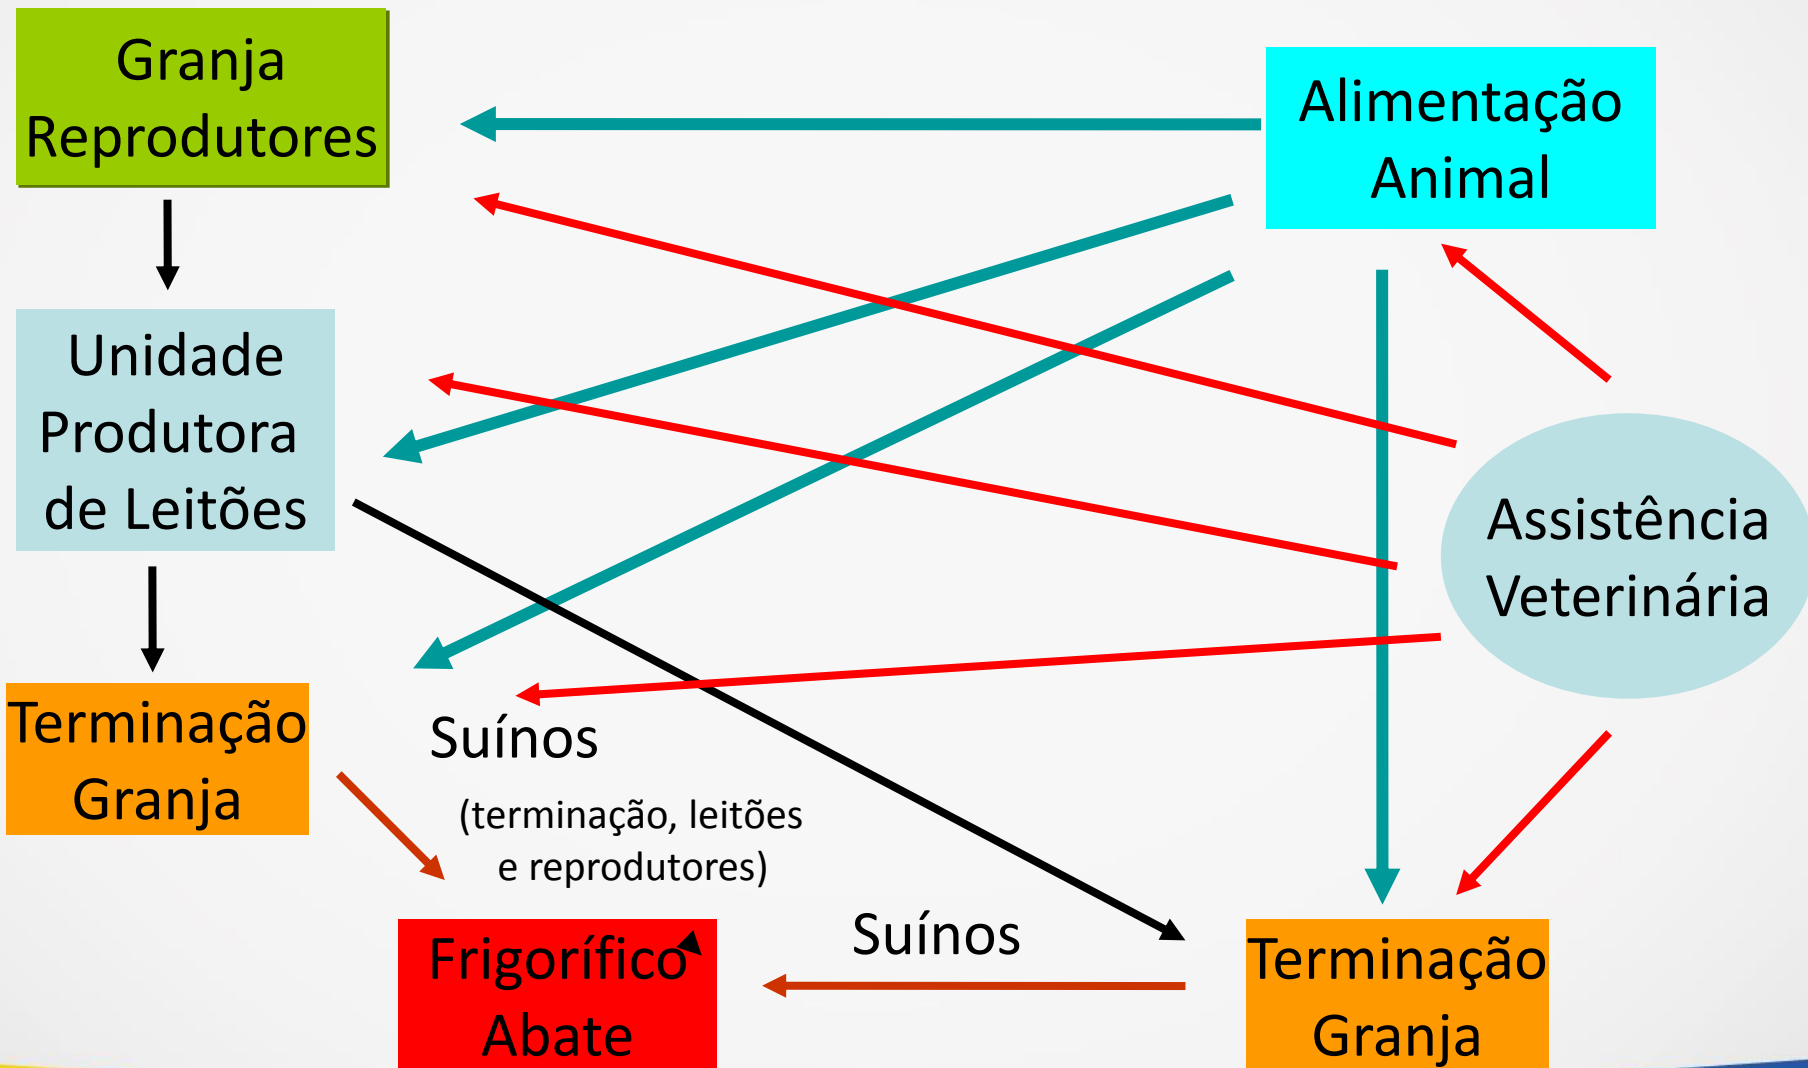 Granja
Reprodutores
Alimentação
Animal
Unidade
Produtora
de Leitões
Assistência
Veterinária
Terminação
Granja
Suínos
(terminação, leitões
e reprodutores)
Suínos
Frigorífico
Abate
Terminação
Granja